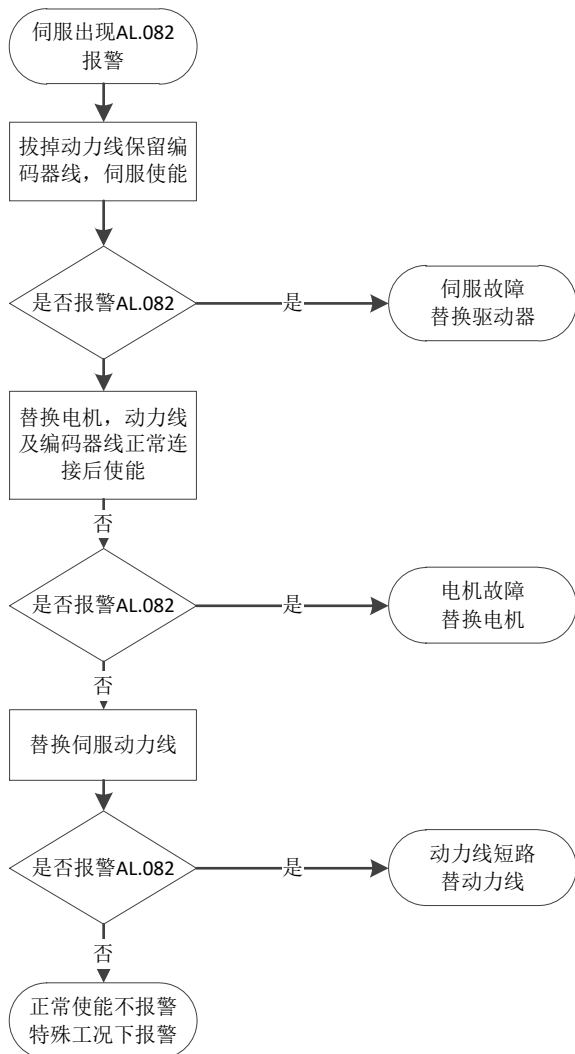 伺服出现AL.082
报警
拔掉动力线保留编
码器线，伺服使能
是否报警AL.082
是
伺服故障
替换驱动器
替换电机，动力线
及编码器线正常连
接后使能
否
是否报警AL.082
是
电机故障
替换电机
否
替换伺服动力线
是否报警AL.082
是
动力线短路
替动力线
否
正常使能不报警
特殊工况下报警